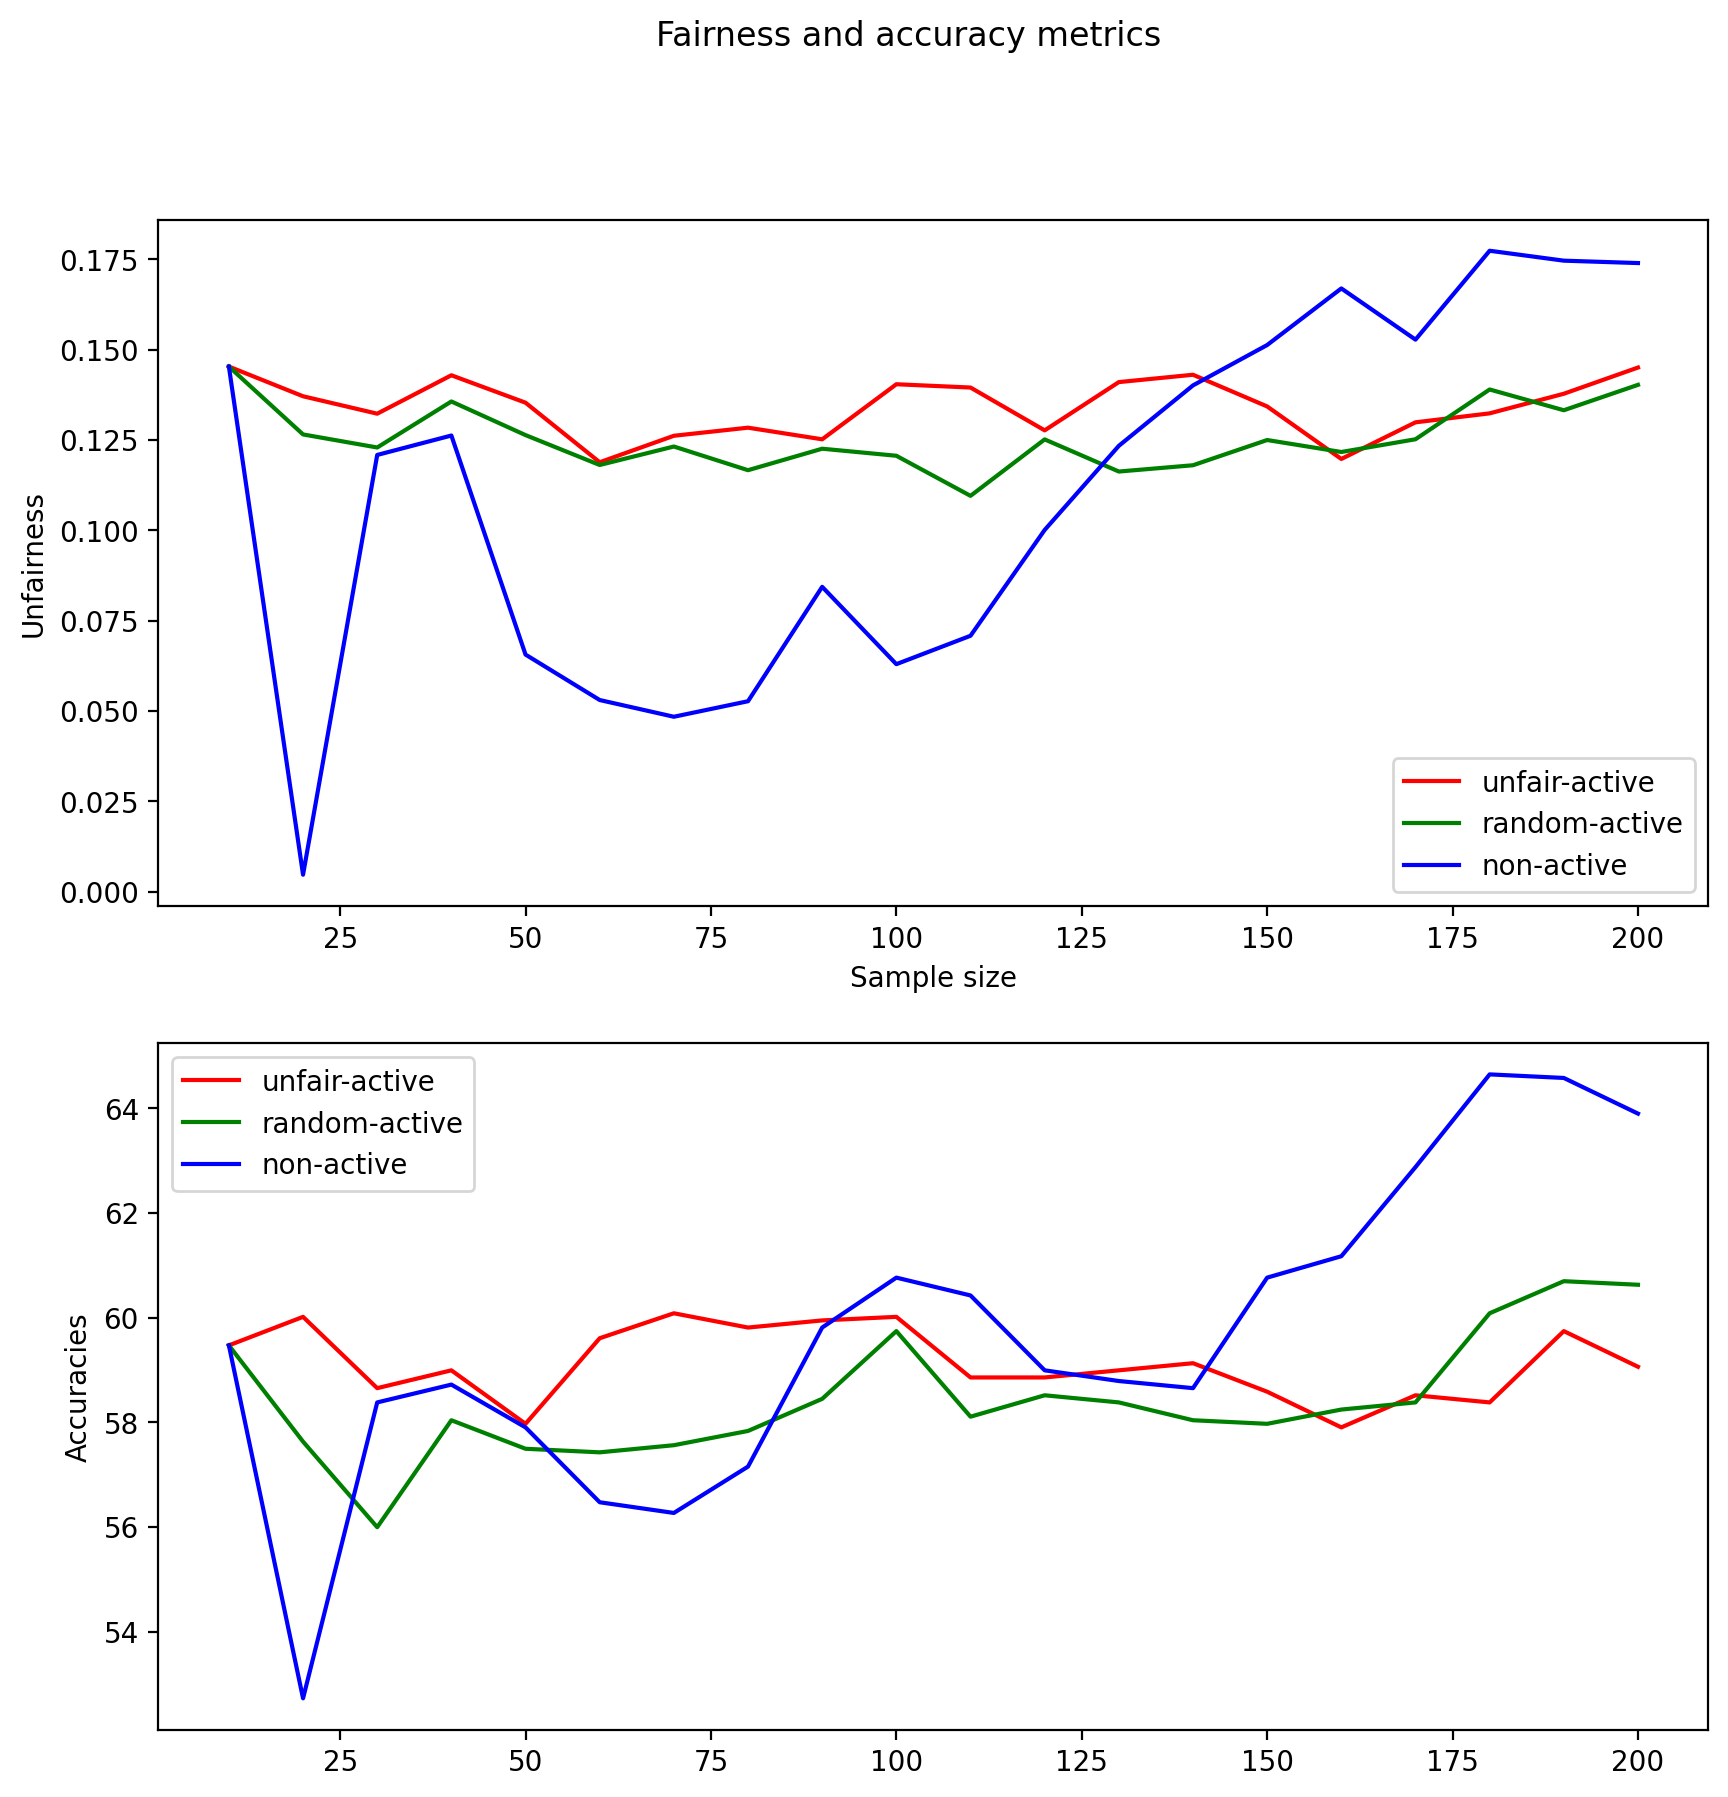 Fairness and accuracy metrics
Unfairness
0.175
0.150
0.125
0.100
0.075
0.050
0.025
0.000
unfair-active
random-active
non-active
25 50 75 100 125 150 175 200
Sample size
Accuracies
64
62
60
58
56
54
unfair-active
random-active
non-active
25 50 75 100 125 150 175 200